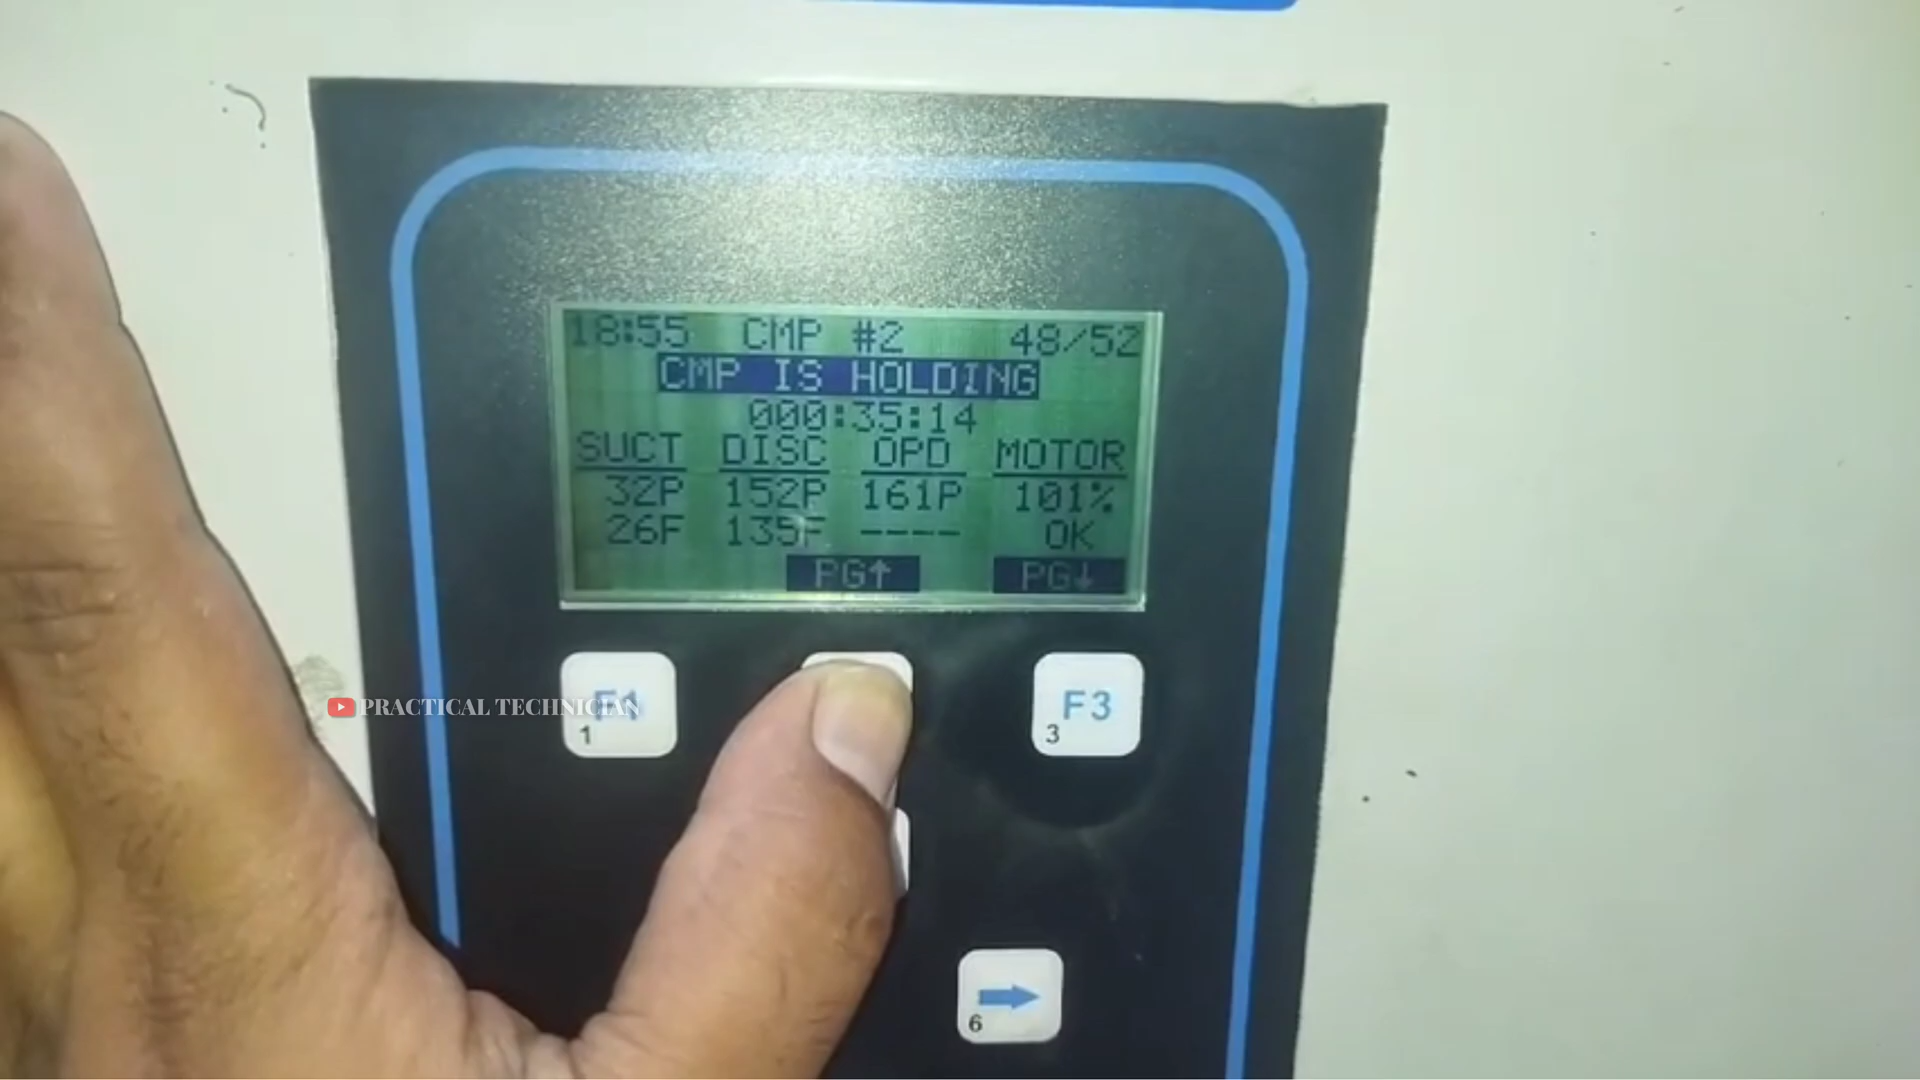 18:55 CMP #2 48/52
CMP IS HOLDING
000:35:14
SUCT DISC OPD MOTOR
32P 152P 161P 101%
26F 135F ---- OK
PG↑ PG↓
F1 F3
1 3
PRACTICAL TECHNICIAN
6